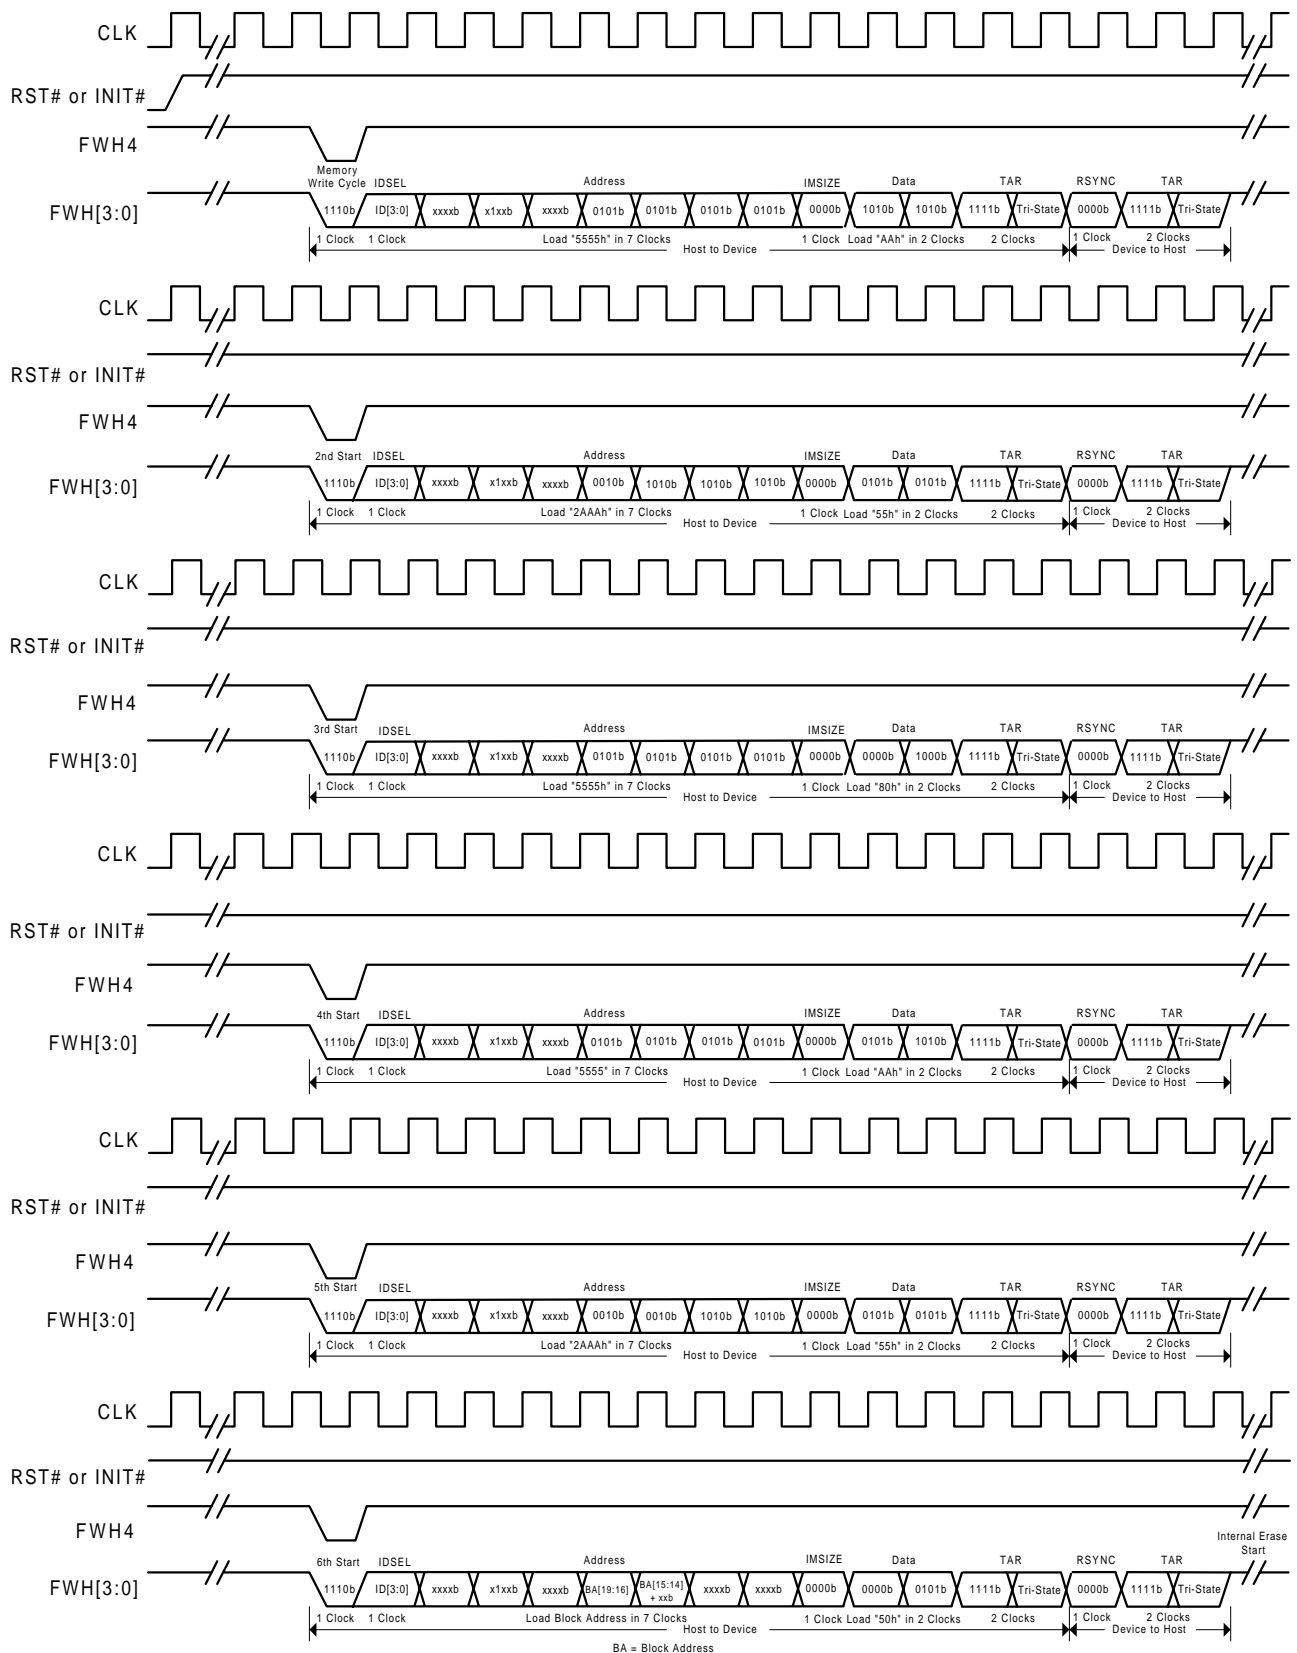 CLK
RST# or INIT#
FWH4
Memory
Write Cycle IDSEL Address IMSIZE Data TAR RSYNC TAR
FWH[3:0] 1110b ID[3:0] xxxxb x1xxb xxxxb 0101b 0101b 0101b 0101b 0000b 1010b 1010b 1111b Tri-State 0000b 1111b Tri-State
1 Clock 1 Clock Load "5555h" in 7 Clocks 1 Clock Load "AAh" in 2 Clocks 2 Clocks 1 Clock 2 Clocks
Host to Device Device to Host
CLK
RST# or INIT#
FWH4
2nd Start IDSEL Address IMSIZE Data TAR RSYNC TAR
FWH[3:0] 1110b ID[3:0] xxxxb x1xxb xxxxb 0010b 1010b 1010b 1010b 0000b 0101b 0101b 1111b Tri-State 0000b 1111b Tri-State
1 Clock 1 Clock Load "2AAAh" in 7 Clocks 1 Clock Load "55h" in 2 Clocks 2 Clocks 1 Clock 2 Clocks
Host to Device Device to Host
CLK
RST# or INIT#
FWH4
3rd Start IDSEL Address IMSIZE Data TAR RSYNC TAR
FWH[3:0] 1110b ID[3:0] xxxxb x1xxb xxxxb 0101b 0101b 0101b 0101b 0000b 0000b 1000b 1111b Tri-State 0000b 1111b Tri-State
1 Clock 1 Clock Load "5555h" in 7 Clocks 1 Clock Load "80h" in 2 Clocks 2 Clocks 1 Clock 2 Clocks
Host to Device Device to Host
CLK
RST# or INIT#
FWH4
4th Start IDSEL Address IMSIZE Data TAR RSYNC TAR
FWH[3:0] 1110b ID[3:0] xxxxb x1xxb xxxxb 0101b 0101b 0101b 0101b 0000b 0101b 1010b 1111b Tri-State 0000b 1111b Tri-State
1 Clock 1 Clock Load "5555" in 7 Clocks 1 Clock Load "AAh" in 2 Clocks 2 Clocks 1 Clock 2 Clocks
Host to Device Device to Host
CLK
RST# or INIT#
FWH4
5th Start IDSEL Address IMSIZE Data TAR RSYNC TAR
FWH[3:0] 1110b ID[3:0] xxxxb x1xxb xxxxb 0010b 0010b 1010b 1010b 0000b 0101b 0101b 1111b Tri-State 0000b 1111b Tri-State
1 Clock 1 Clock Load "2AAAh" in 7 Clocks 1 Clock Load "55h" in 2 Clocks 2 Clocks 1 Clock 2 Clocks
Host to Device Device to Host
CLK
RST# or INIT#
FWH4
Internal Erase
Start
6th Start IDSEL Address IMSIZE Data TAR RSYNC TAR
FWH[3:0] 1110b ID[3:0] xxxxb x1xxb xxxxb BA[19:16] BA[15:14] + xxb xxxxb xxxxb 0000b 0000b 0101b 1111b Tri-State 0000b 1111b Tri-State
1 Clock 1 Clock Load Block Address in 7 Clocks 1 Clock Load "50h" in 2 Clocks 2 Clocks 1 Clock 2 Clocks
Host to Device Device to Host
BA = Block Address